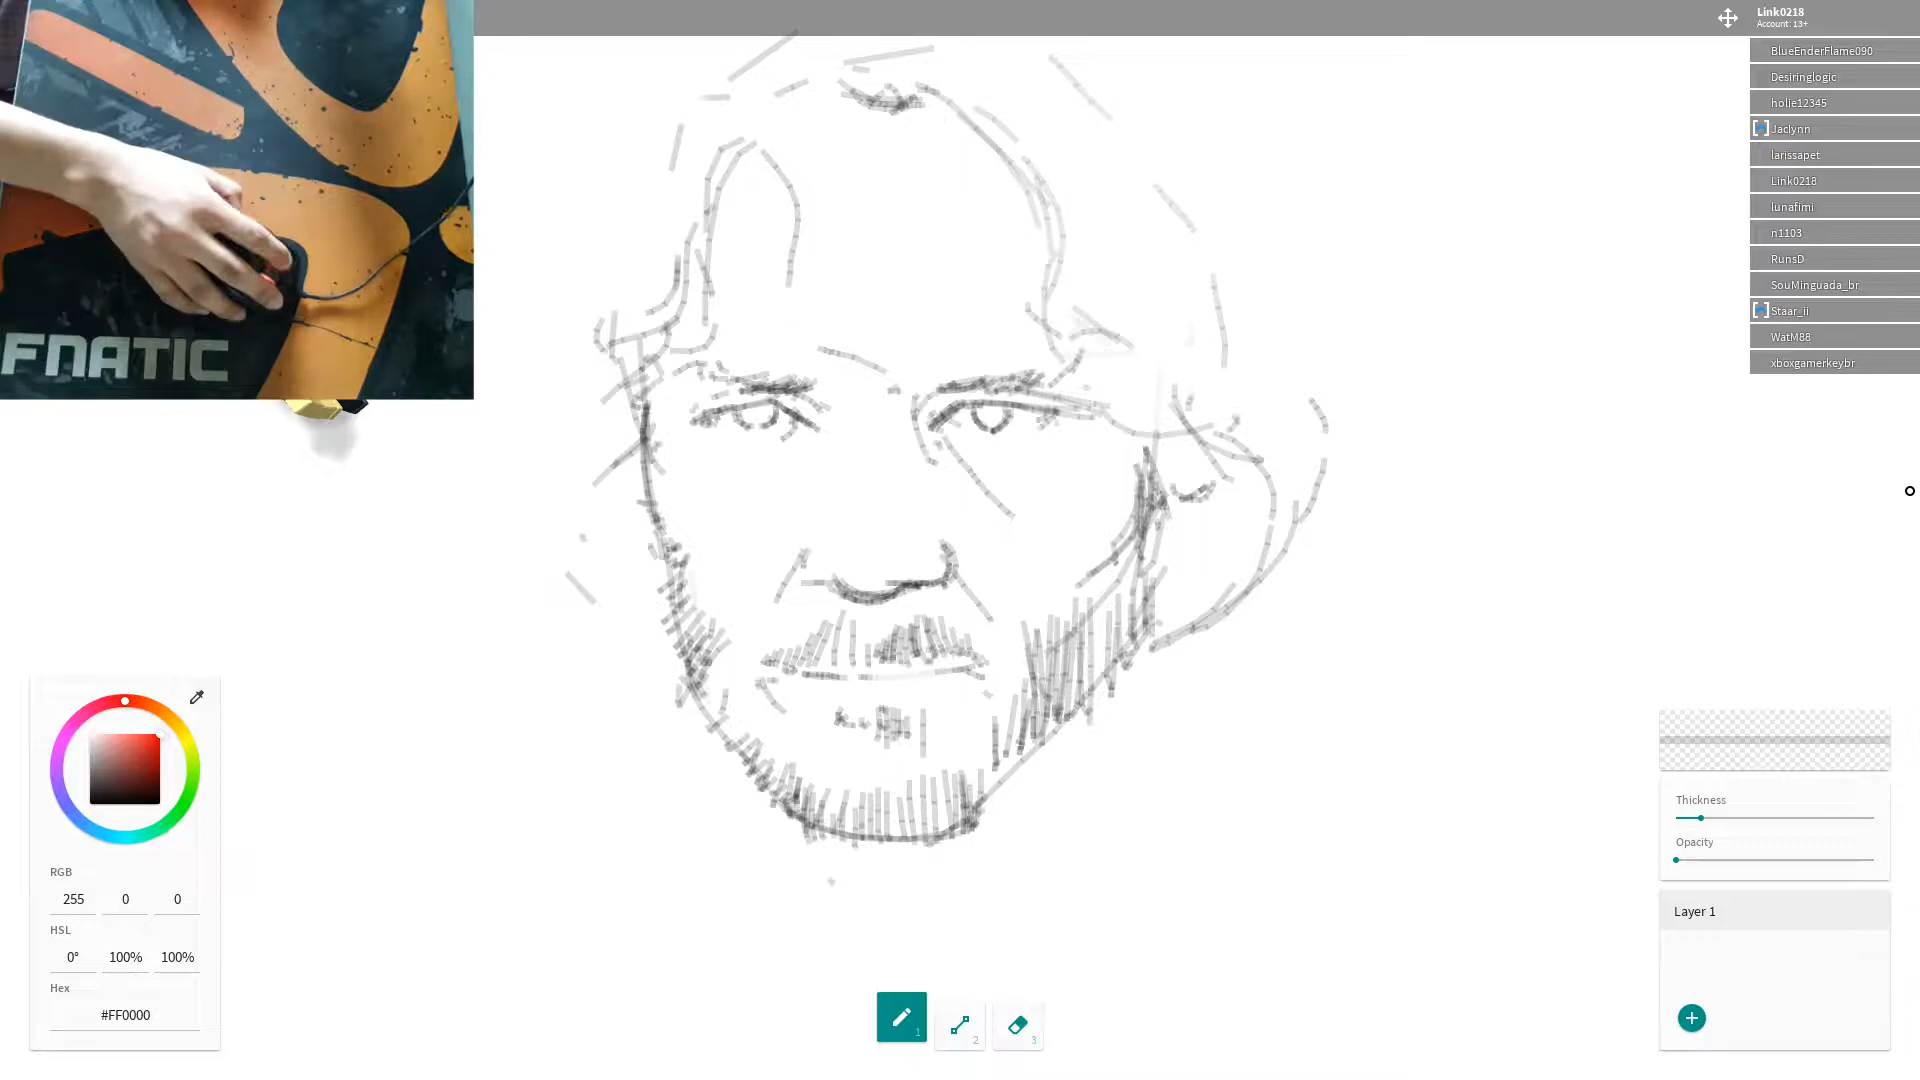 Link0218
Account: 13+
BlueEnderFlame090
Desiringlogic
holie12345
Jaclynn
larissapet
Link0218
lunafimi
n1103
RunsD
SouMinguada_br
Staar_ii
WatM88
xboxgamerkeybr
FNATIC
RGB
255 0 0
HSL
0° 100% 100%
Hex
#FF0000
Thickness
Opacity
Layer 1
1 2 3